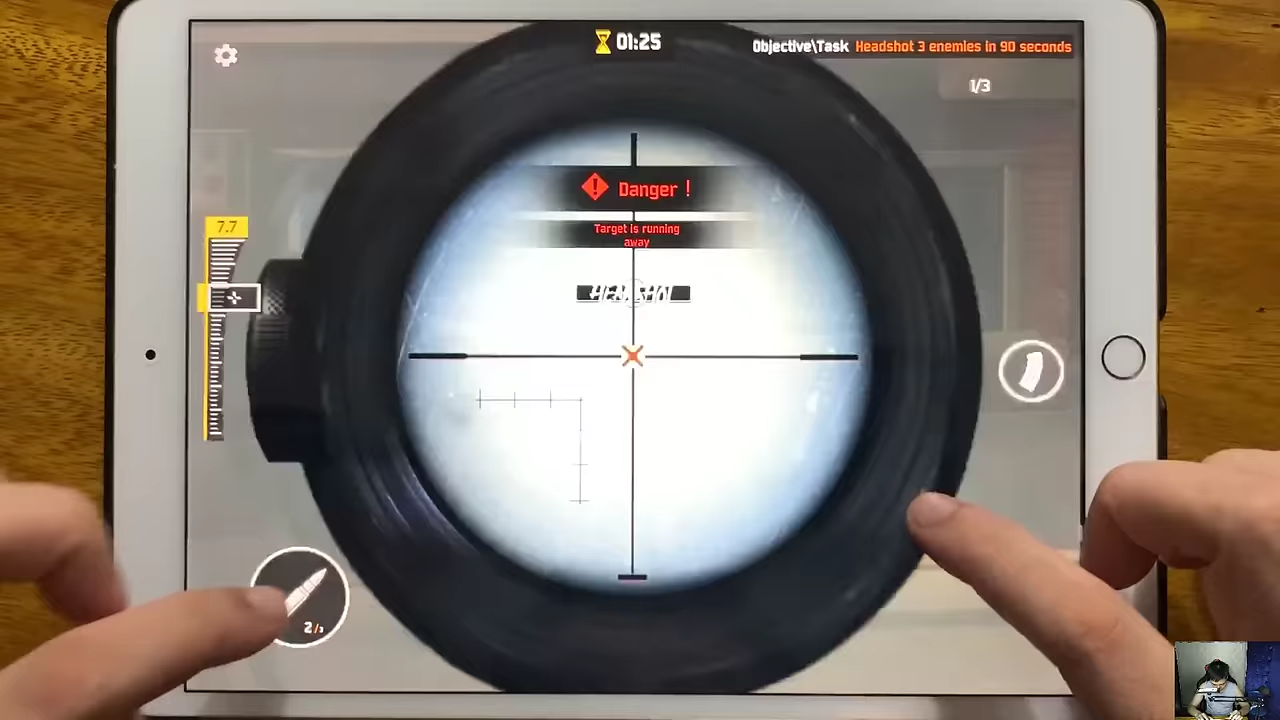 01:25
Objective\Task Headshot 3 enemies in 90 seconds
1/3
Danger !
7.7
Target is running
away
HEADSHOT
2/3